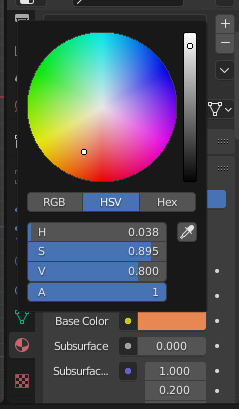 RGB HSV Hex
H 0.038
S 0.895
V 0.800
A 1
Base Color
Subsurface 0.000
Subsurfac... 1.000
0.200